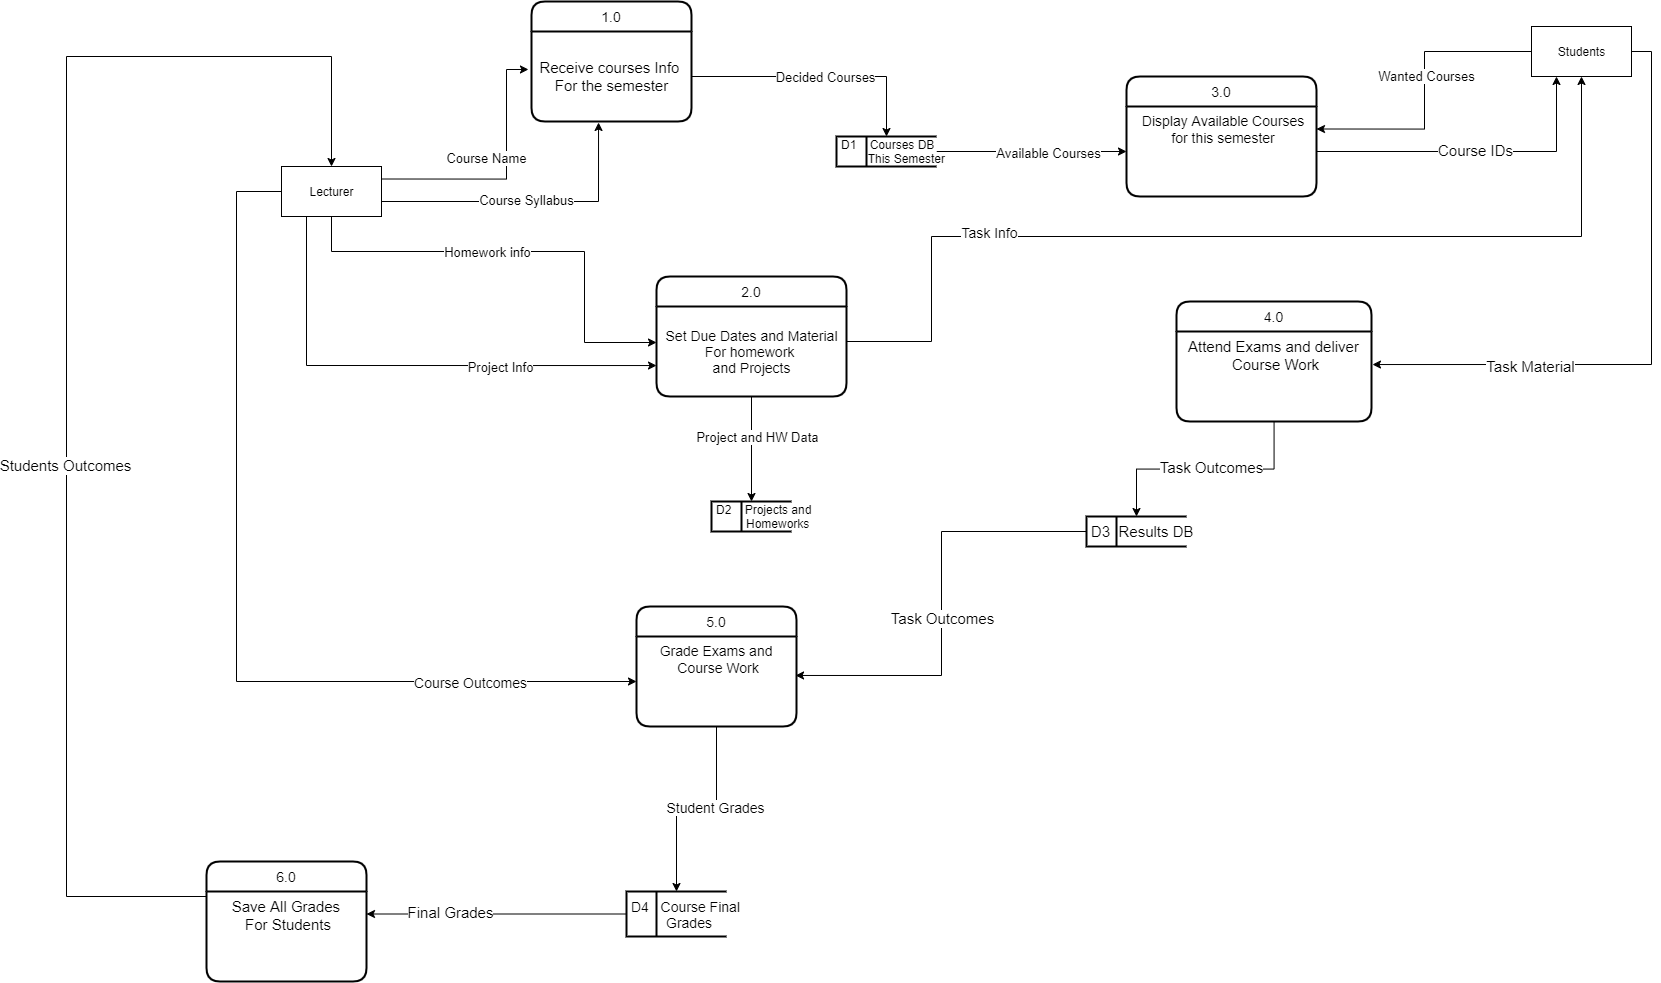 1.0
Receive courses Info
For the semester
Students
Wanted Courses
Decided Courses
3.0
Display Available Courses
for this semester
D1
Courses DB
This Semester
Available Courses
Course IDs
Course Name
Lecturer
Course Syllabus
Homework info
Task Info
2.0
Set Due Dates and Material
For homework
and Projects
4.0
Attend Exams and deliver
Course Work
Project Info
Task Material
Project and HW Data
Students Outcomes
Task Outcomes
D2
Projects and
Homeworks
D3
Results DB
5.0
Grade Exams and
Course Work
Task Outcomes
Course Outcomes
Student Grades
6.0
Save All Grades
For Students
Final Grades
D4
Course Final
Grades